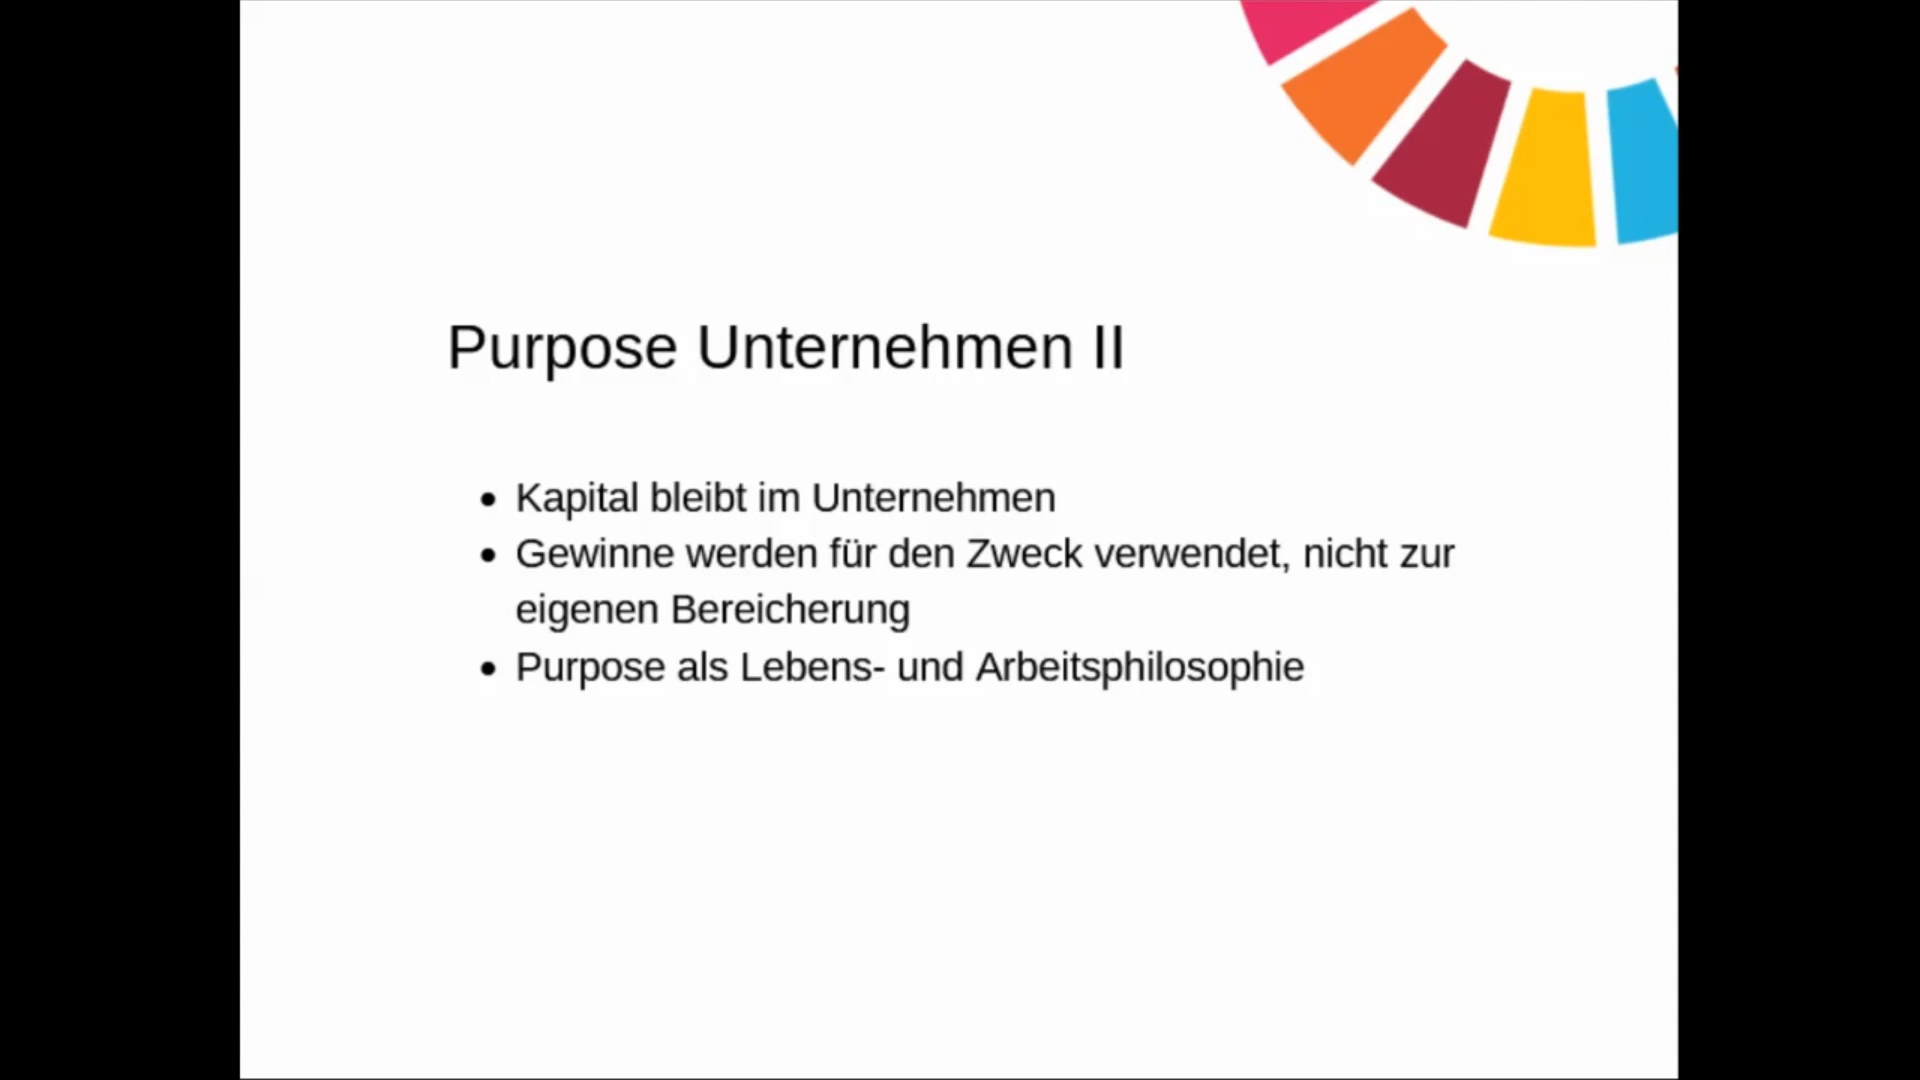 Purpose Unternehmen II
• Kapital bleibt im Unternehmen
• Gewinne werden für den Zweck verwendet, nicht zur
eigenen Bereicherung
• Purpose als Lebens- und Arbeitsphilosophie